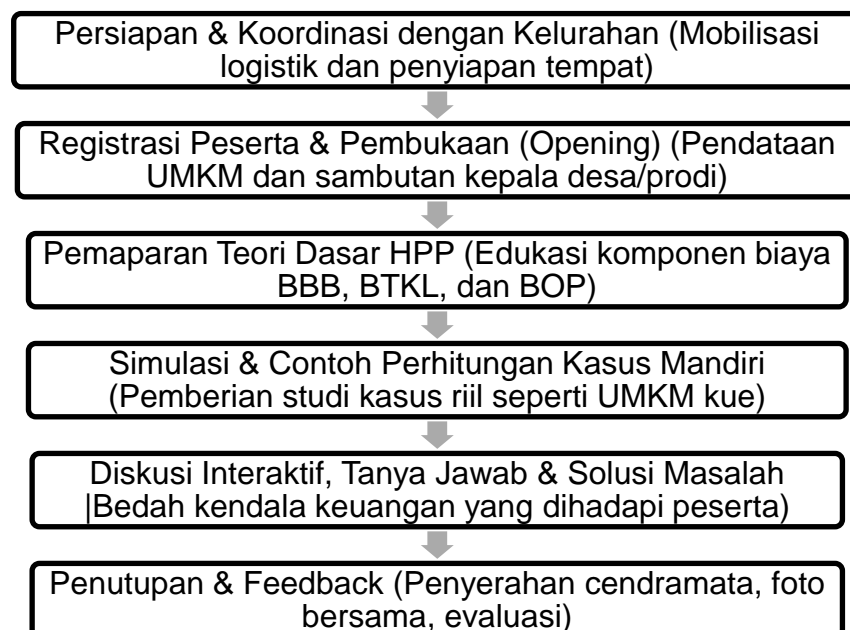 Persiapan & Koordinasi dengan Kelurahan (Mobilisasi
logistik dan penyiapan tempat)
Registrasi Peserta & Pembukaan (Opening) (Pendataan
UMKM dan sambutan kepala desa/prodi)
Pemaparan Teori Dasar HPP (Edukasi komponen biaya
BBB, BTKL, dan BOP)
Simulasi & Contoh Perhitungan Kasus Mandiri
(Pemberian studi kasus riil seperti UMKM kue)
Diskusi Interaktif, Tanya Jawab & Solusi Masalah
|Bedah kendala keuangan yang dihadapi peserta)
Penutupan & Feedback (Penyerahan cendramata, foto
bersama, evaluasi)